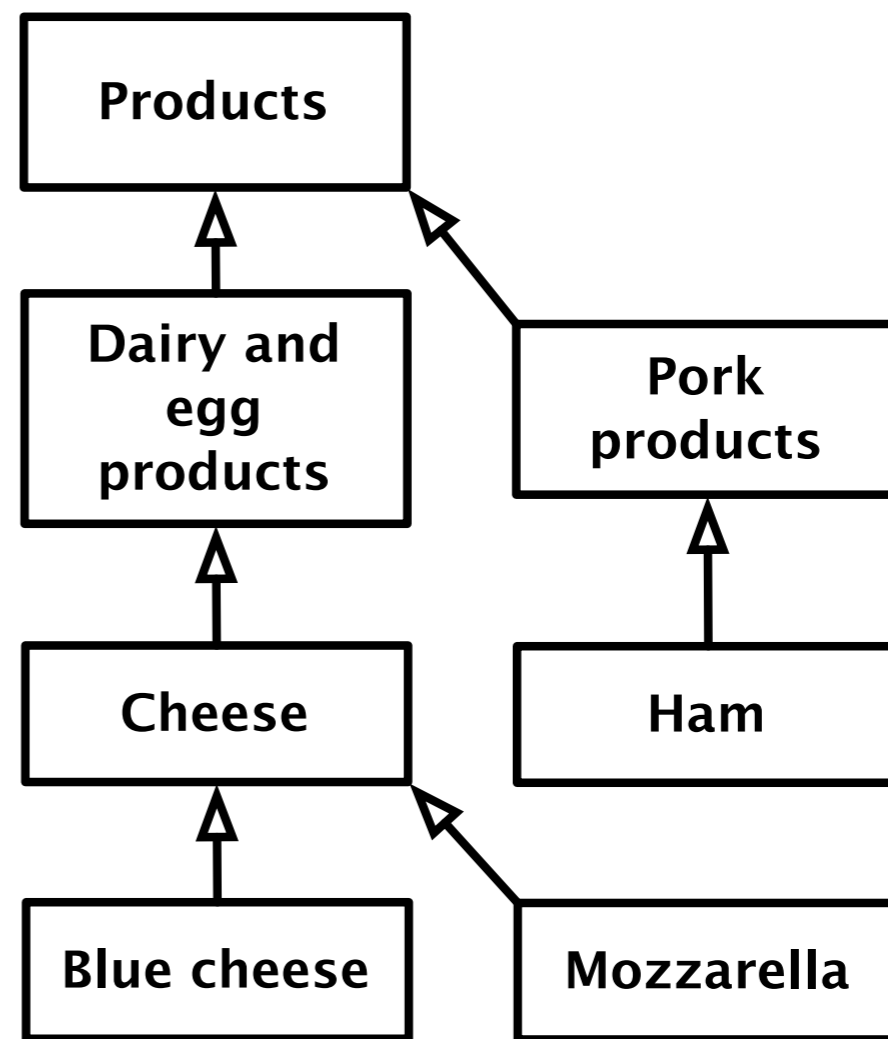 Products
Dairy and
egg
products
Pork
products
Cheese
Ham
Blue cheese
Mozzarella